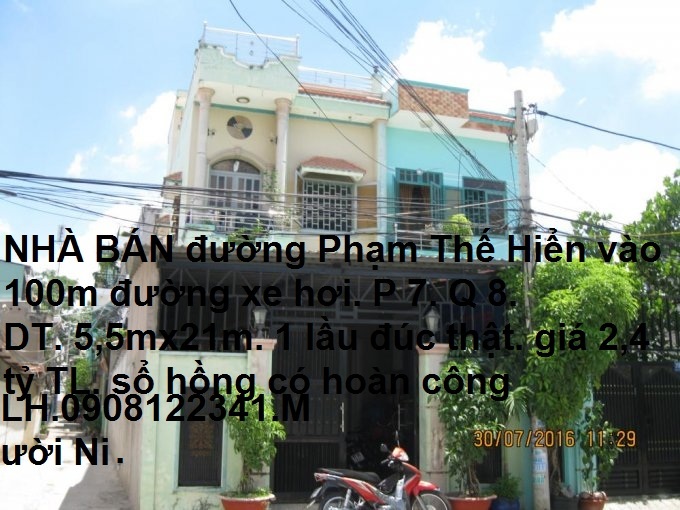 NHÀ BÁN đường Phạm Thế Hiển vào
100m đường xe hơi. P 7, Q 8.
DT. 5,5mx21m. 1 lầu đúc thật. giá 2,4
tỷ TL, sổ hồng có hoàn công
LH.0908122341.M
ười Ni.
30/07/2016 11:29